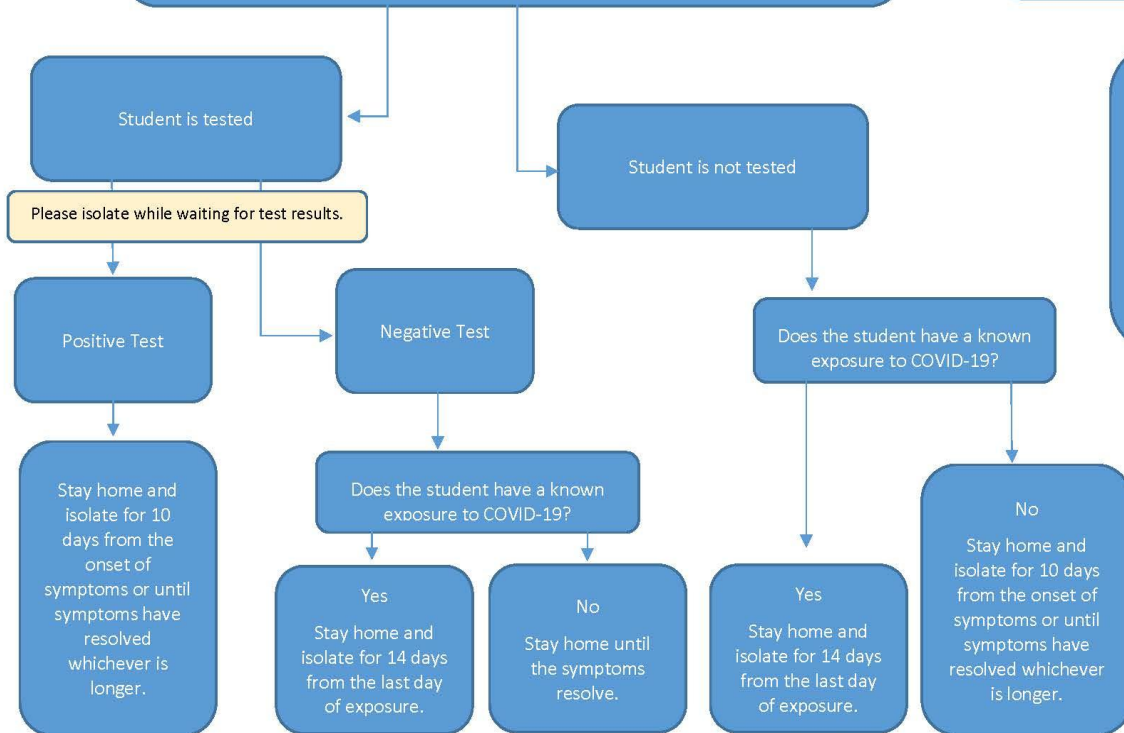 Student is tested
Student is not tested
Please isolate while waiting for test results.
Positive Test
Negative Test
Does the student have a known
exposure to COVID-19?
Stay home and
isolate for 10
days from the
onset of
symptoms or until
symptoms have
resolved
whichever is
longer.
Does the student have a known
exposure to COVID-19?
Yes
Stay home and
isolate for 14 days
from the last day
of exposure.
No
Stay home until
the symptoms
resolve.
Yes
Stay home and
isolate for 14 days
from the last day
of exposure.
No
Stay home and
isolate for 10 days
from the onset of
symptoms or until
symptoms have
resolved whichever
is longer.